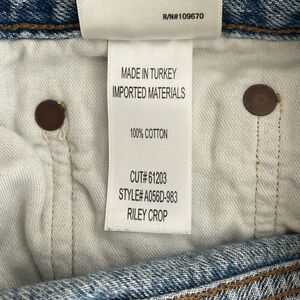 R/N#109670
MADE IN TURKEY
IMPORTED MATERIALS
100% COTTON
CUT# 61203
STYLE# A056D-983
RILEY CROP